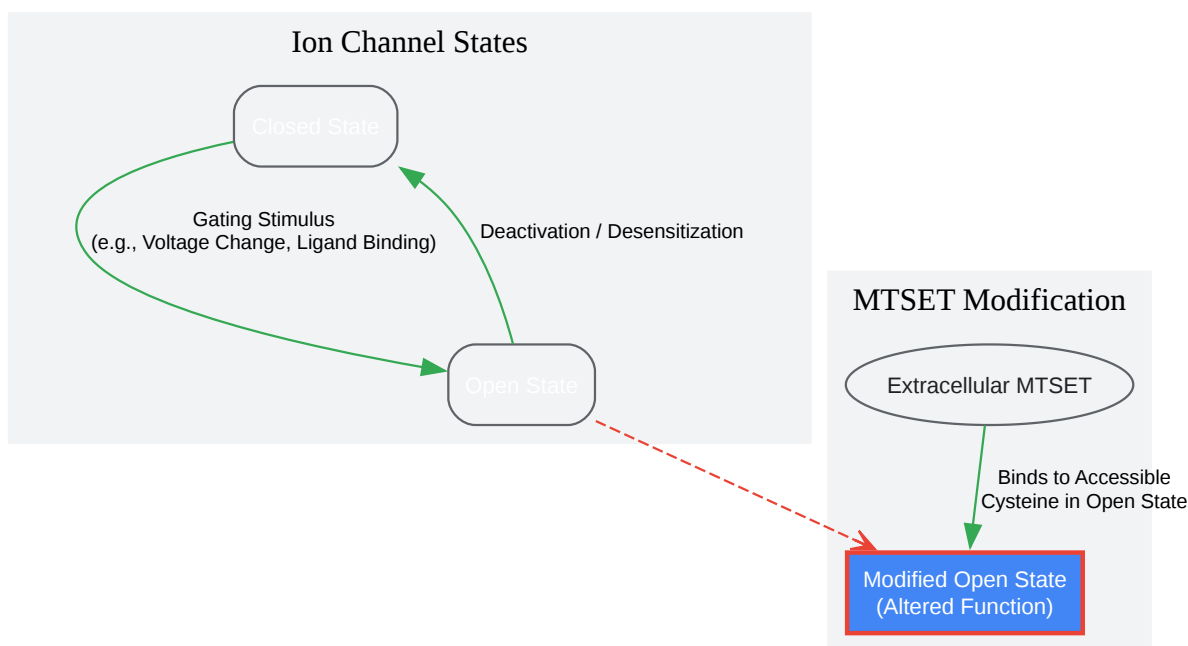 Ion Channel States
Closed State
Gating Stimulus
(e.g., Voltage Change, Ligand Binding)
Deactivation / Desensitization
Open State
MTSET Modification
Extracellular MTSET
Binds to Accessible
Cysteine in Open State
Modified Open State
(Altered Function)